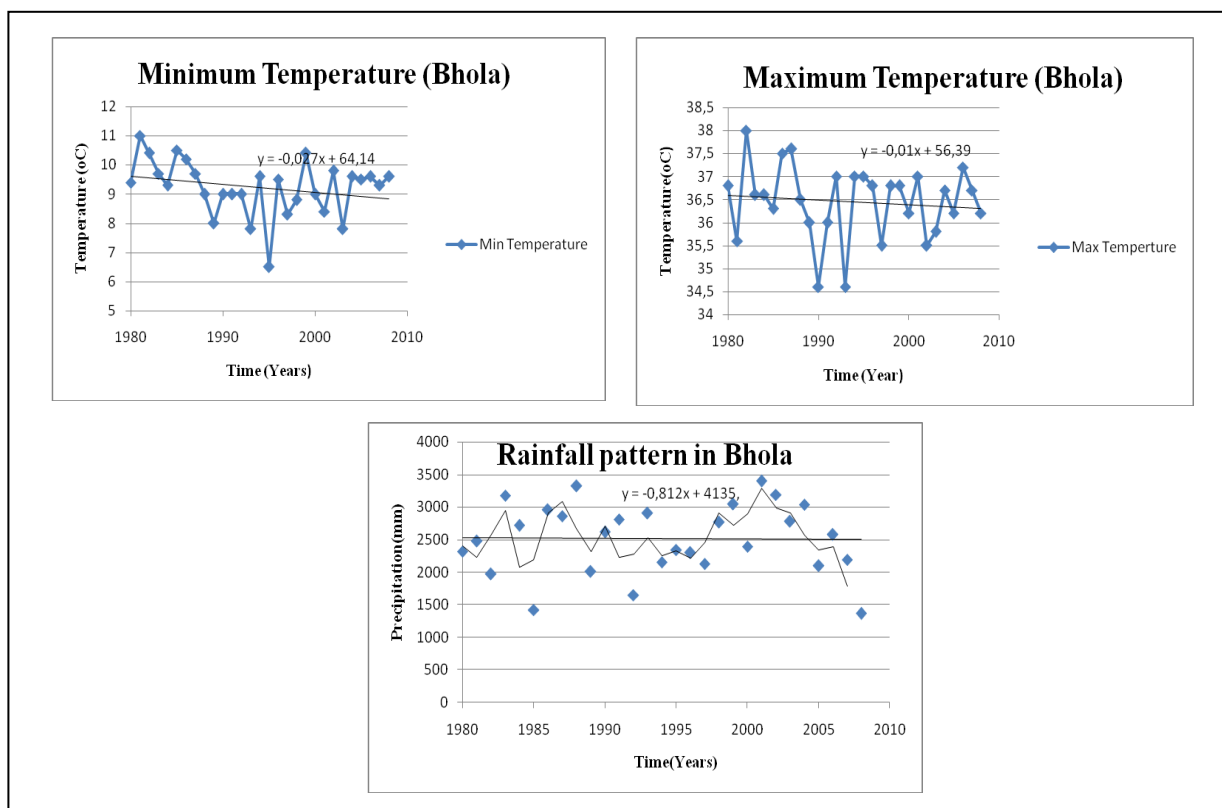 Minimum Temperature (Bhola)
Temperature (oC)
12
11
10
9
8
7
6
5
y = -0,027x + 64,14
Min Temperature
1980 1990 2000 2010
Time (Years)
Maximum Temperature (Bhola)
Temperature(oC)
38,5
38
37,5
37
36,5
36
35,5
35
34,5
34
y = -0,01x + 56,39
Max Temperture
1980 1990 2000 2010
Time (Year)
Rainfall pattern in Bhola
Precipitation(mm)
4000
3500
3000
2500
2000
1500
1000
500
0
y = -0,812x + 4135,
1980 1985 1990 1995 2000 2005 2010
Time(Years)